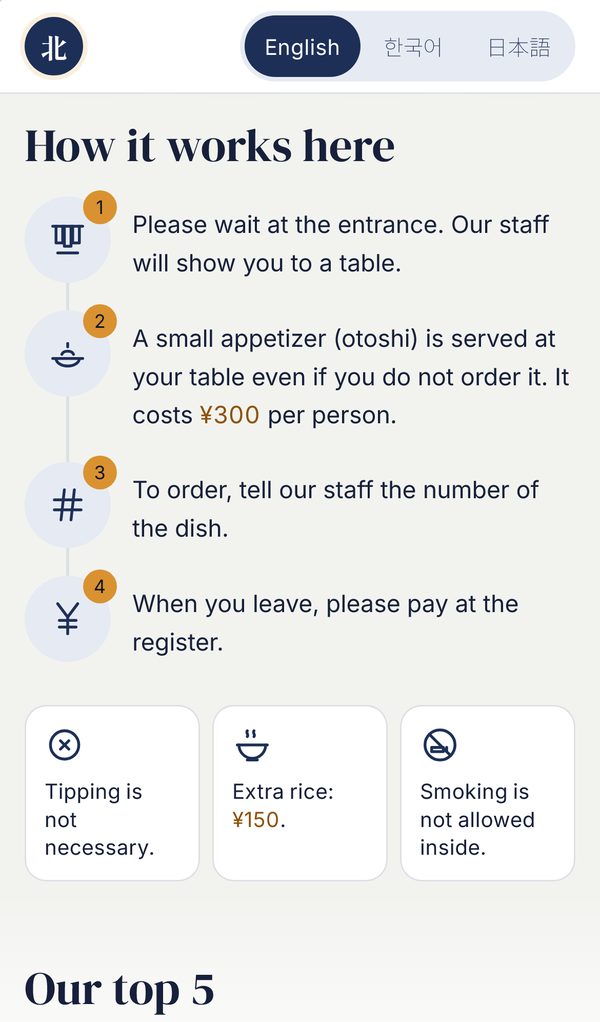 北
English 한국어 日本語
How it works here
1
Please wait at the entrance. Our staff
will show you to a table.
2
A small appetizer (otoshi) is served at
your table even if you do not order it. It
costs ¥300 per person.
3
#
To order, tell our staff the number of
the dish.
4
¥
When you leave, please pay at the
register.
Tipping is
not
necessary.
Extra rice:
¥150.
Smoking is
not allowed
inside.
Our top 5